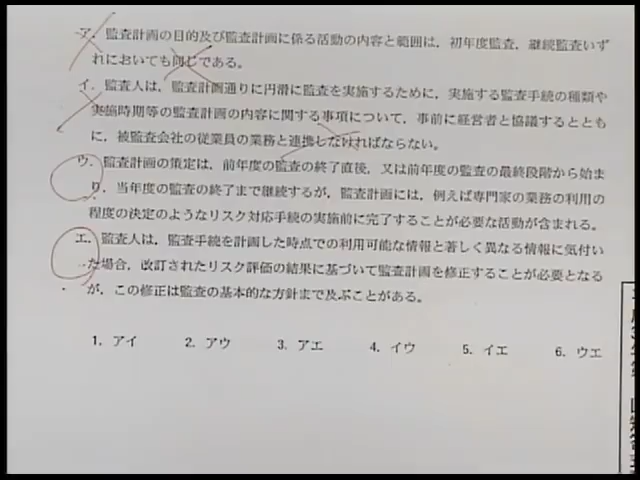 ア．監査計画の目的及び監査計画に係る活動の内容と範囲は，初年度監査，継続監査いず
れにおいても同じである。
イ．監査人は，監査計画通りに円滑に監査を実施するために，実施する監査手続の種類や
実施時期等の監査計画の内容に関する事項について，事前に経営者と協議するととも
に，被監査会社の従業員の業務と連携しなければならない。
ウ．監査計画の策定は，前年度の監査の終了直後，又は前年度の監査の最終段階から始ま
り，当年度の監査の終了まで継続するが，監査計画には，例えば専門家の業務の利用の
程度の決定のようなリスク対応手続の実施前に完了することが必要な活動が含まれる。
エ．監査人は，監査手続を計画した時点での利用可能な情報と著しく異なる情報に気付い
た場合，改訂されたリスク評価の結果に基づいて監査計画を修正することが必要となる
が，この修正は監査の基本的な方針まで及ぶことがある。
1．アイ 2．アウ 3．アエ 4．イウ 5．イエ 6．ウエ